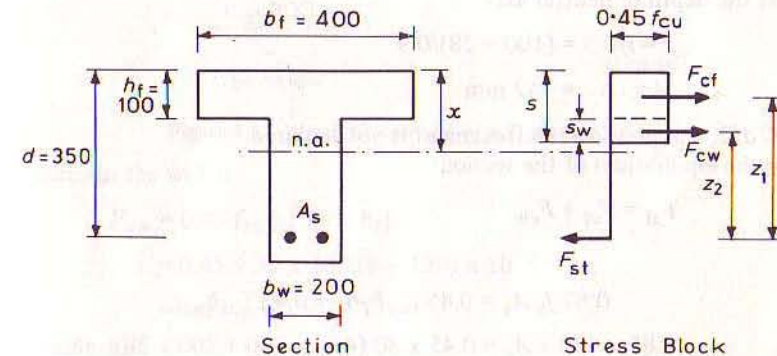 b_f = 400
0·45 f_cu
h_f =
100
x
s
F_cf
s_w
n.a.
F_cw
d = 350
z_1
z_2
A_s
F_st
b_w = 200
Section
Stress Block